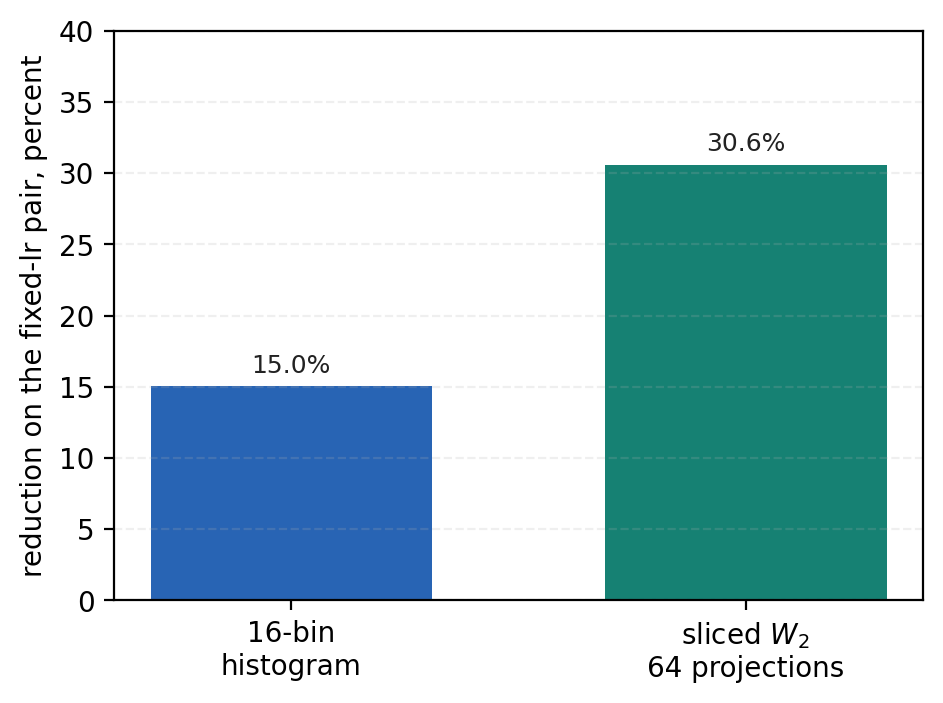 reduction on the fixed-lr pair, percent
40
35
30
25
20
15
10
5
0
15.0%
30.6%
16-bin
histogram
sliced W₂
64 projections